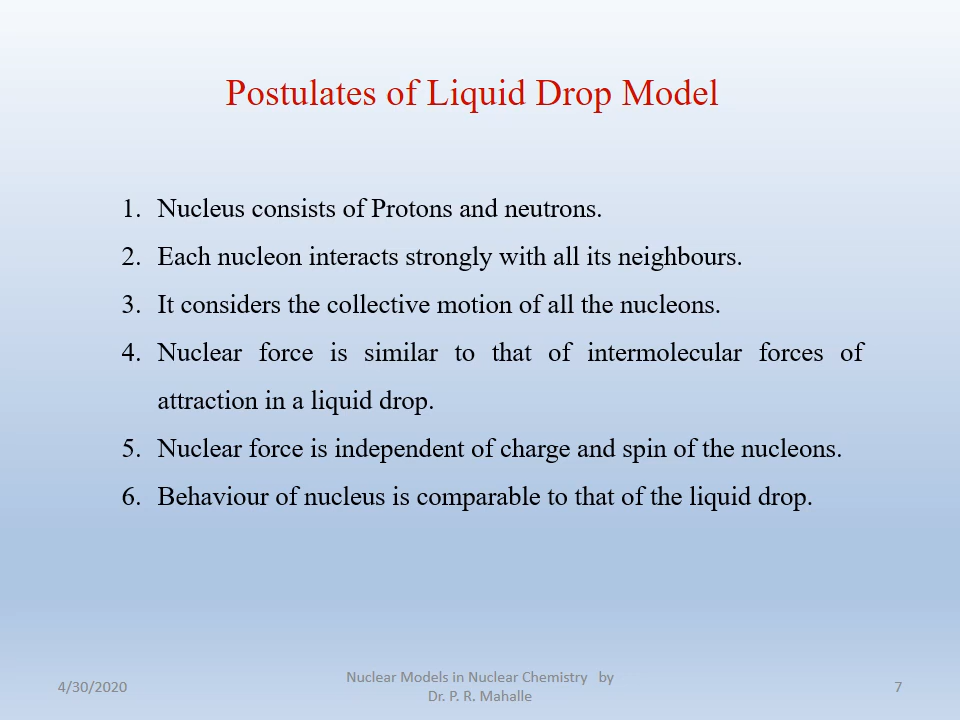 Postulates of Liquid Drop Model
1. Nucleus consists of Protons and neutrons.
2. Each nucleon interacts strongly with all its neighbours.
3. It considers the collective motion of all the nucleons.
4. Nuclear force is similar to that of intermolecular forces of
attraction in a liquid drop.
5. Nuclear force is independent of charge and spin of the nucleons.
6. Behaviour of nucleus is comparable to that of the liquid drop.
4/30/2020
Nuclear Models in Nuclear Chemistry by
Dr. P. R. Mahalle
7